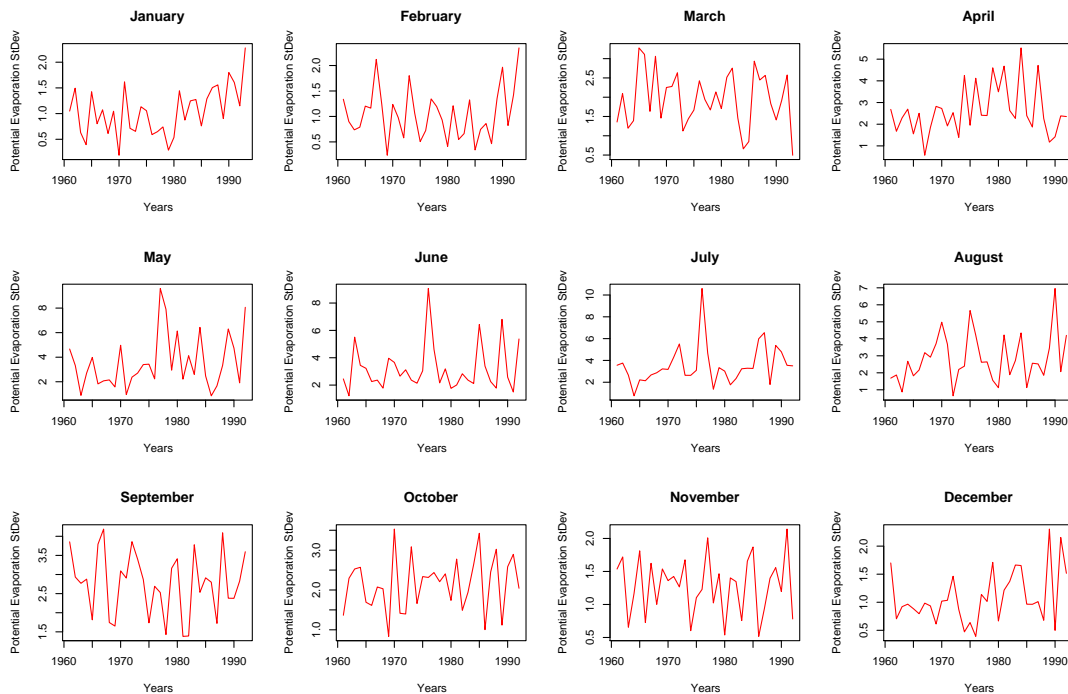 January
Potential Evaporation StDev
0.5 1.0 1.5 2.0
1960 1970 1980 1990
Years
February
Potential Evaporation StDev
0.5 1.0 1.5 2.0
1960 1970 1980 1990
Years
March
Potential Evaporation StDev
0.5 1.5 2.5
1960 1970 1980 1990
Years
April
Potential Evaporation StDev
1 2 3 4 5
1960 1970 1980 1990
Years
May
Potential Evaporation StDev
2 4 6 8
1960 1970 1980 1990
Years
June
Potential Evaporation StDev
2 4 6 8
1960 1970 1980 1990
Years
July
Potential Evaporation StDev
2 4 6 8 10
1960 1970 1980 1990
Years
August
Potential Evaporation StDev
1 2 3 4 5 6 7
1960 1970 1980 1990
Years
September
Potential Evaporation StDev
1.5 2.5 3.5
1960 1970 1980 1990
Years
October
Potential Evaporation StDev
1.0 2.0 3.0
1960 1970 1980 1990
Years
November
Potential Evaporation StDev
0.5 1.0 1.5 2.0
1960 1970 1980 1990
Years
December
Potential Evaporation StDev
0.5 1.0 1.5 2.0
1960 1970 1980 1990
Years